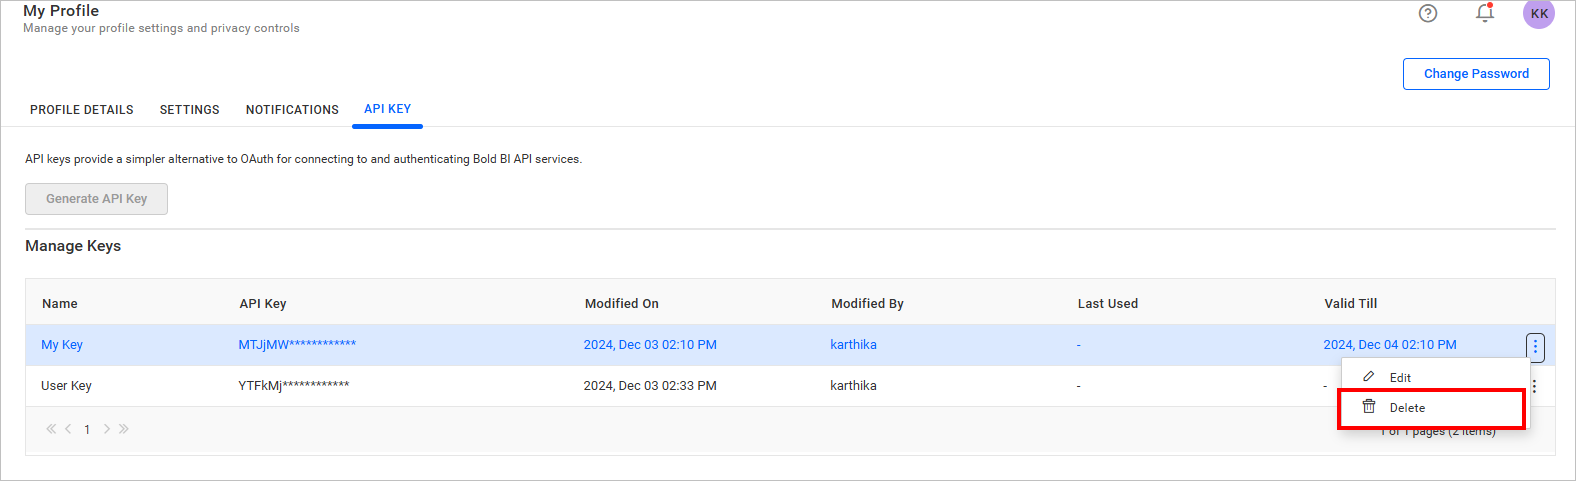 My Profile
Manage your profile settings and privacy controls
KK
Change Password
PROFILE DETAILS SETTINGS NOTIFICATIONS API KEY
API keys provide a simpler alternative to OAuth for connecting to and authenticating Bold BI API services.
Generate API Key
Manage Keys
Name API Key Modified On Modified By Last Used Valid Till
My Key MTJjMW************ 2024, Dec 03 02:10 PM karthika - 2024, Dec 04 02:10 PM
User Key YTFkMj************ 2024, Dec 03 02:33 PM karthika - -
Edit
Delete
1
1 of 1 pages (2 items)